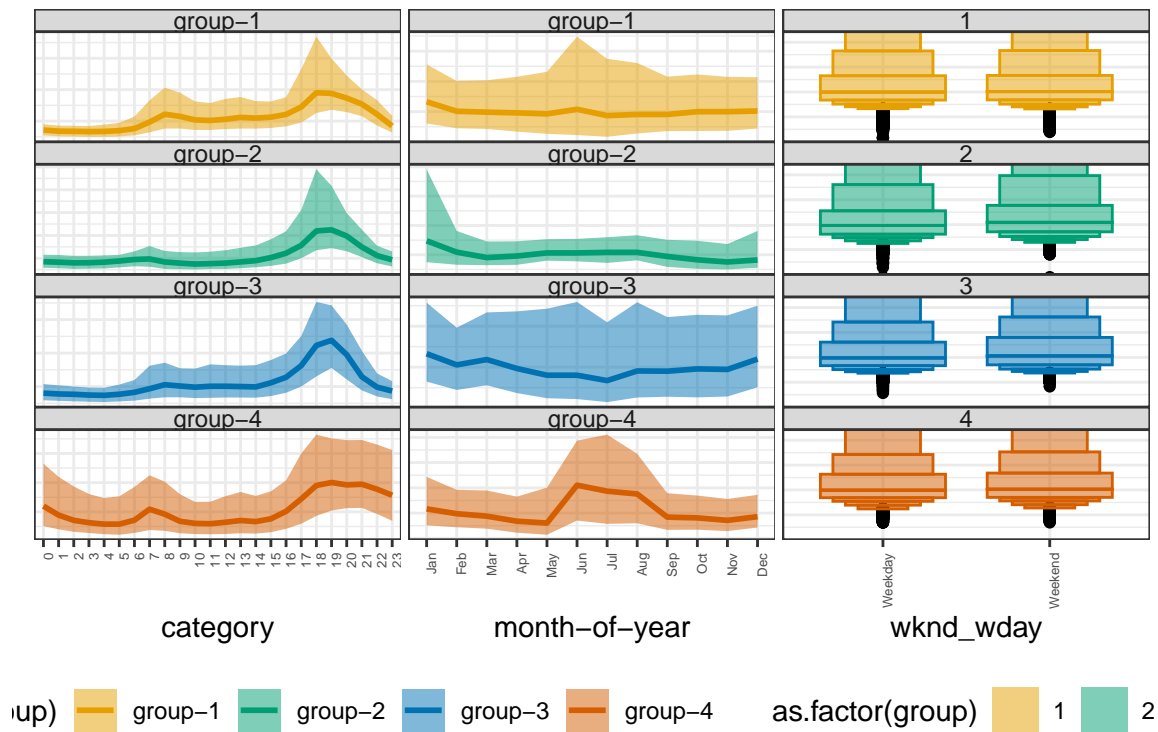 group−1 group−1 1
group−2 group−2 2
group−3 group−3 3
group−4 group−4 4
0 1 2 3 4 5 6 7 8 9 10 11 12 13 14 15 16 17 18 19 20 21 22 23 Jan Feb Mar Apr May Jun Jul Aug Sep Oct Nov Dec Weekday Weekend
category month−of−year wknd_wday
up) group−1 group−2 group−3 group−4 as.factor(group) 1 2